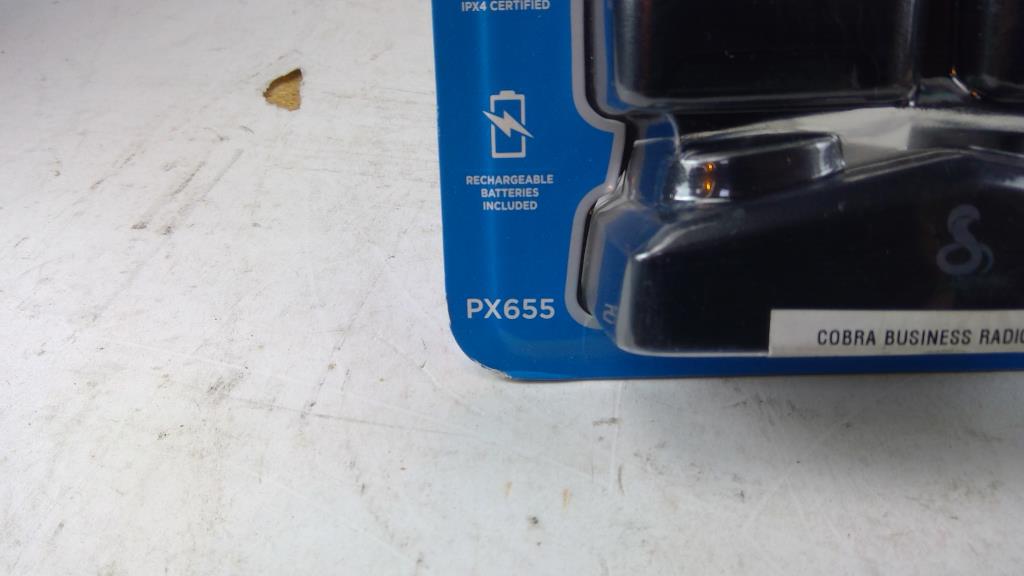 IPX4 CERTIFIED
RECHARGEABLE
BATTERIES
INCLUDED
PX655
COBRA BUSINESS RADIO